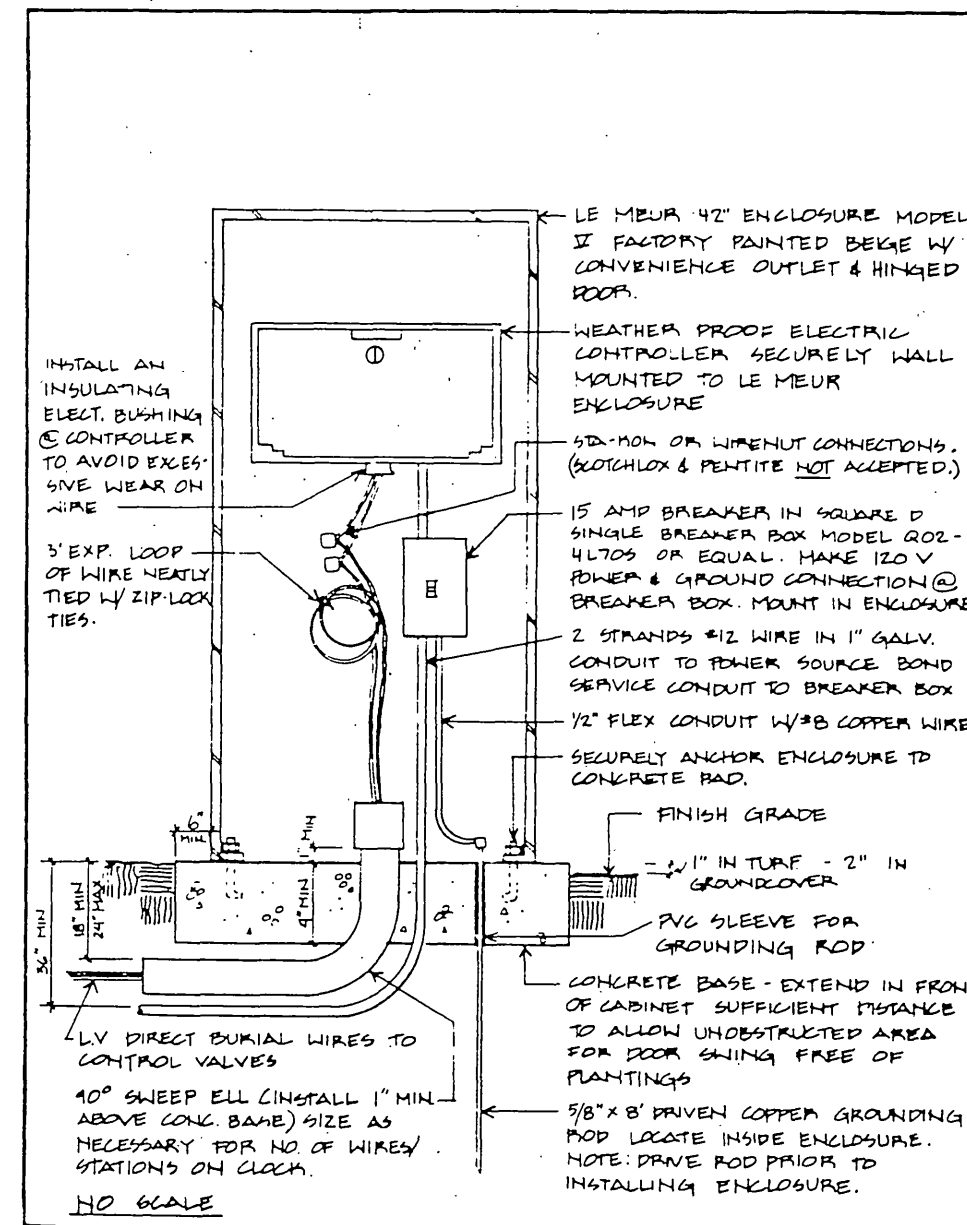 LE MEUR 42" ENCLOSURE MODEL
V FACTORY PAINTED BEIGE W/
CONVENIENCE OUTLET & HINGED
DOOR.
WEATHER PROOF ELECTRIC
CONTROLLER SECURELY WALL
MOUNTED TO LE MEUR
ENCLOSURE
INSTALL AN
INSULATING
ELECT. BUSHING
@ CONTROLLER
TO AVOID EXCES-
SIVE WEAR ON
WIRE
STA-KON OR WIRENUT CONNECTIONS.
(SCOTCHLOX & PENTITE NOT ACCEPTED.)
15 AMP BREAKER IN SQUARE D
SINGLE BREAKER BOX MODEL QO2-
4L70S OR EQUAL. MAKE 120 V
POWER & GROUND CONNECTION @
BREAKER BOX. MOUNT IN ENCLOSURE
3' EXP. LOOP
OF WIRE NEATLY
TIED W/ ZIP-LOCK
TIES.
2 STRANDS #12 WIRE IN 1" GALV.
CONDUIT TO POWER SOURCE BOND
SERVICE CONDUIT TO BREAKER BOX
1/2" FLEX CONDUIT W/#8 COPPER WIRE
SECURELY ANCHOR ENCLOSURE TO
CONCRETE PAD.
FINISH GRADE
1" IN TURF - 2" IN
GROUNDCOVER
6"
MIN
1" MIN
4" MIN
18" MIN
24" MAX
36" MIN
PVC SLEEVE FOR
GROUNDING ROD
CONCRETE BASE - EXTEND IN FRON
OF CABINET SUFFICIENT DISTANCE
TO ALLOW UNOBSTRUCTED AREA
FOR DOOR SWING FREE OF
PLANTINGS
L.V DIRECT BURIAL WIRES TO
CONTROL VALVES
90° SWEEP ELL (INSTALL 1" MIN
ABOVE CONC. BASE) SIZE AS
NECESSARY FOR NO. OF WIRES/
STATIONS ON CLOCK.
5/8" X 8' DRIVEN COPPER GROUNDING
ROD LOCATE INSIDE ENCLOSURE.
NOTE: DRIVE ROD PRIOR TO
INSTALLING ENCLOSURE.
NO SCALE